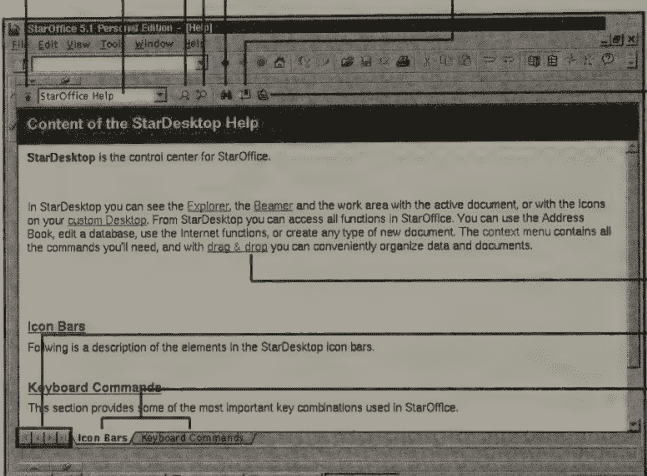 StarOffice 5.1 Personal Edition - [Help]
File Edit View Tools Window Help
StarOffice Help
Content of the StarDesktop Help
StarDesktop is the control center for StarOffice.
In StarDesktop you can see the Explorer, the Beamer and the work area with the active document, or with the icons
on your custom Desktop. From StarDesktop you can access all functions in StarOffice. You can use the Address
Book, edit a database, use the Internet functions, or create any type of new document. The context menu contains all
the commands you'll need, and with drag & drop you can conveniently organize data and documents.
Icon Bars
Following is a description of the elements in the StarDesktop icon bars.
Keyboard Commands
This section provides some of the most important key combinations used in StarOffice.
Icon Bars Keyboard Commands